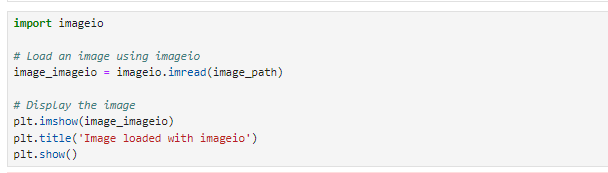 import imageio
# Load an image using imageio
image_imageio = imageio.imread(image_path)
# Display the image
plt.imshow(image_imageio)
plt.title('Image loaded with imageio')
plt.show()